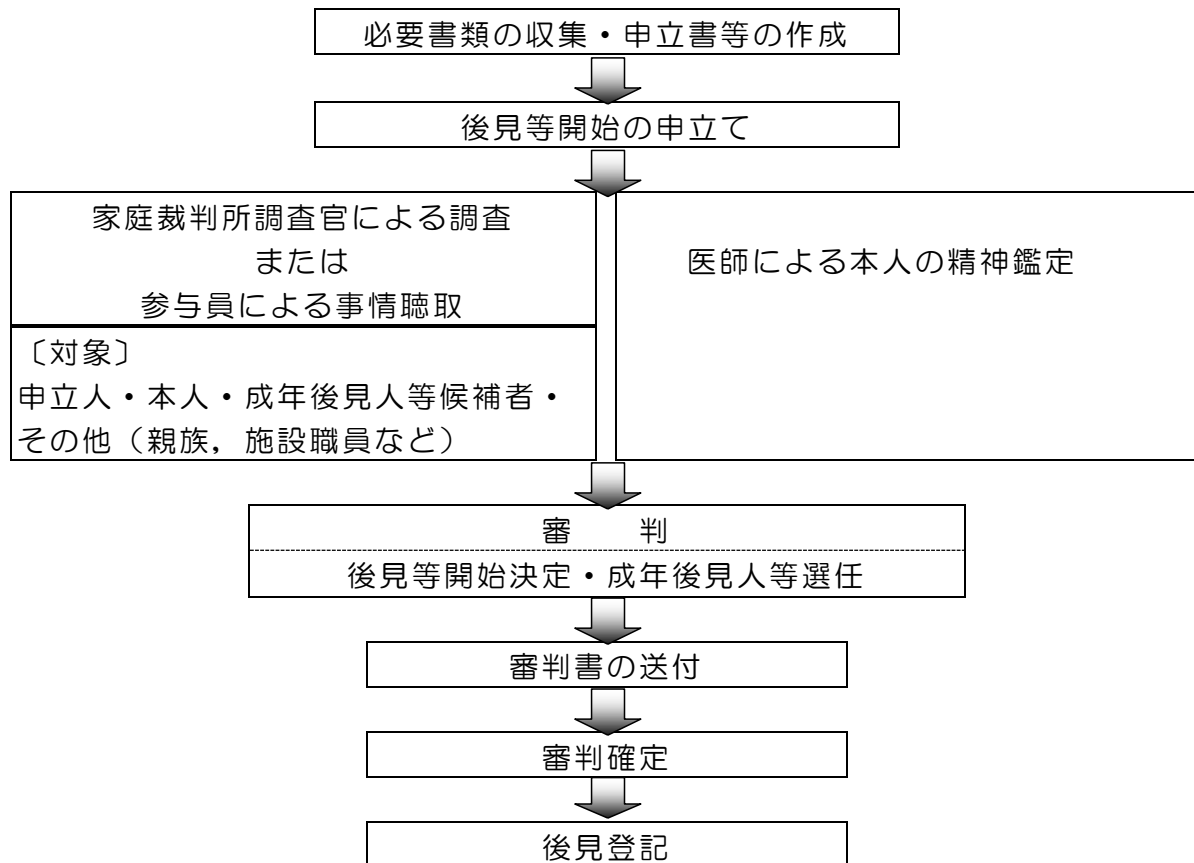 必要書類の収集・申立書等の作成
後見等開始の申立て
家庭裁判所調査官による調査
または
参与員による事情聴取
〔対象〕
申立人・本人・成年後見人等候補者・
その他（親族，施設職員など）
医師による本人の精神鑑定
審　　判
後見等開始決定・成年後見人等選任
審判書の送付
審判確定
後見登記